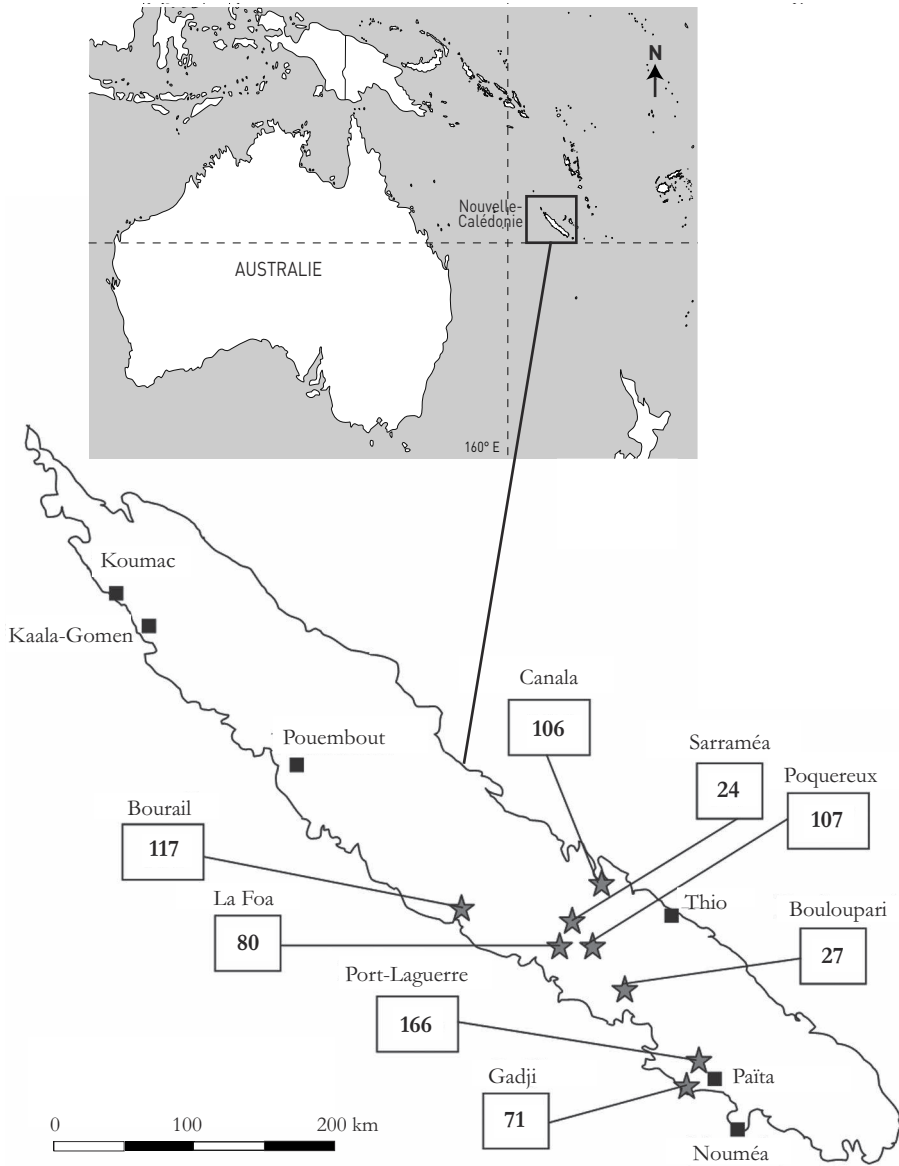 N
Nouvelle-
Calédonie
AUSTRALIE
160° E
Koumac
Kaala-Gomen
Canala
106
Sarraméa
24
Pouembout
Poquereux
107
Bourail
117
La Foa
80
Thio
Bouloupari
27
Port-Laguerre
166
Païta
Gadji
71
Nouméa
0 100 200 km